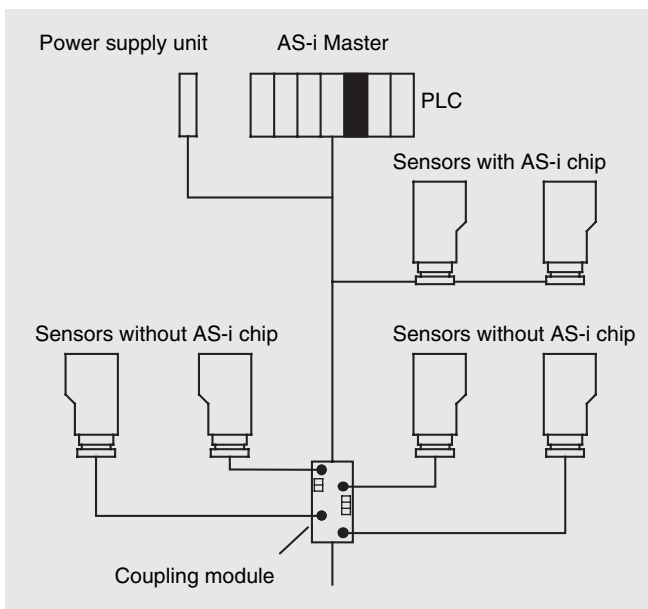 Power supply unit
AS-i Master
PLC
Sensors with AS-i chip
Sensors without AS-i chip
Sensors without AS-i chip
Coupling module